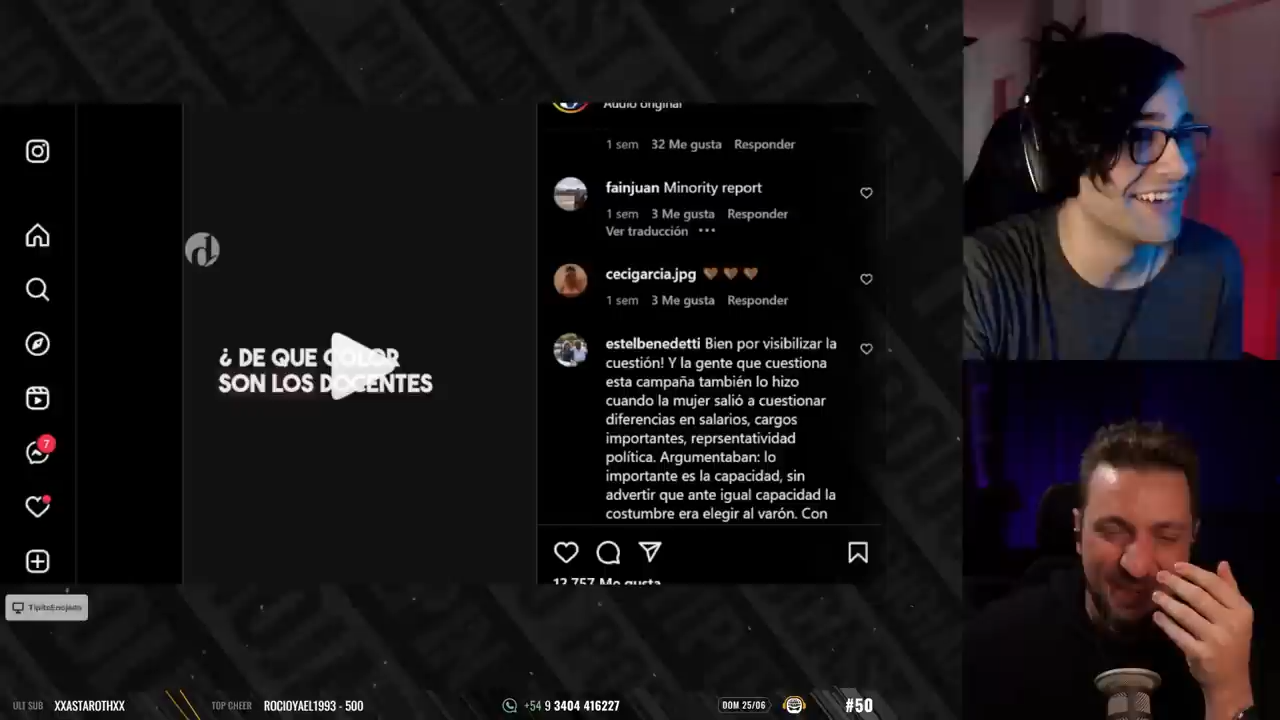 Audio original
1 sem 32 Me gusta Responder
fainjuan Minority report
1 sem 3 Me gusta Responder
Ver traducción
cecigarcia.jpg
1 sem 3 Me gusta Responder
¿ DE QUE COLOR
SON LOS DOCENTES
estelbenedetti Bien por visibilizar la
cuestión! Y la gente que cuestiona
esta campaña también lo hizo
cuando la mujer salió a cuestionar
diferencias en salarios, cargos
importantes, reprsentatividad
política. Argumentaban: lo
importante es la capacidad, sin
advertir que ante igual capacidad la
costumbre era elegir al varón. Con
7
12.757 Me gusta
TipitoEnojado
ULT SUB XXASTAROTHXX
TOP CHEER ROCIOYAEL1993 - 500
+54 9 3404 416227
DOM 25/06
#50